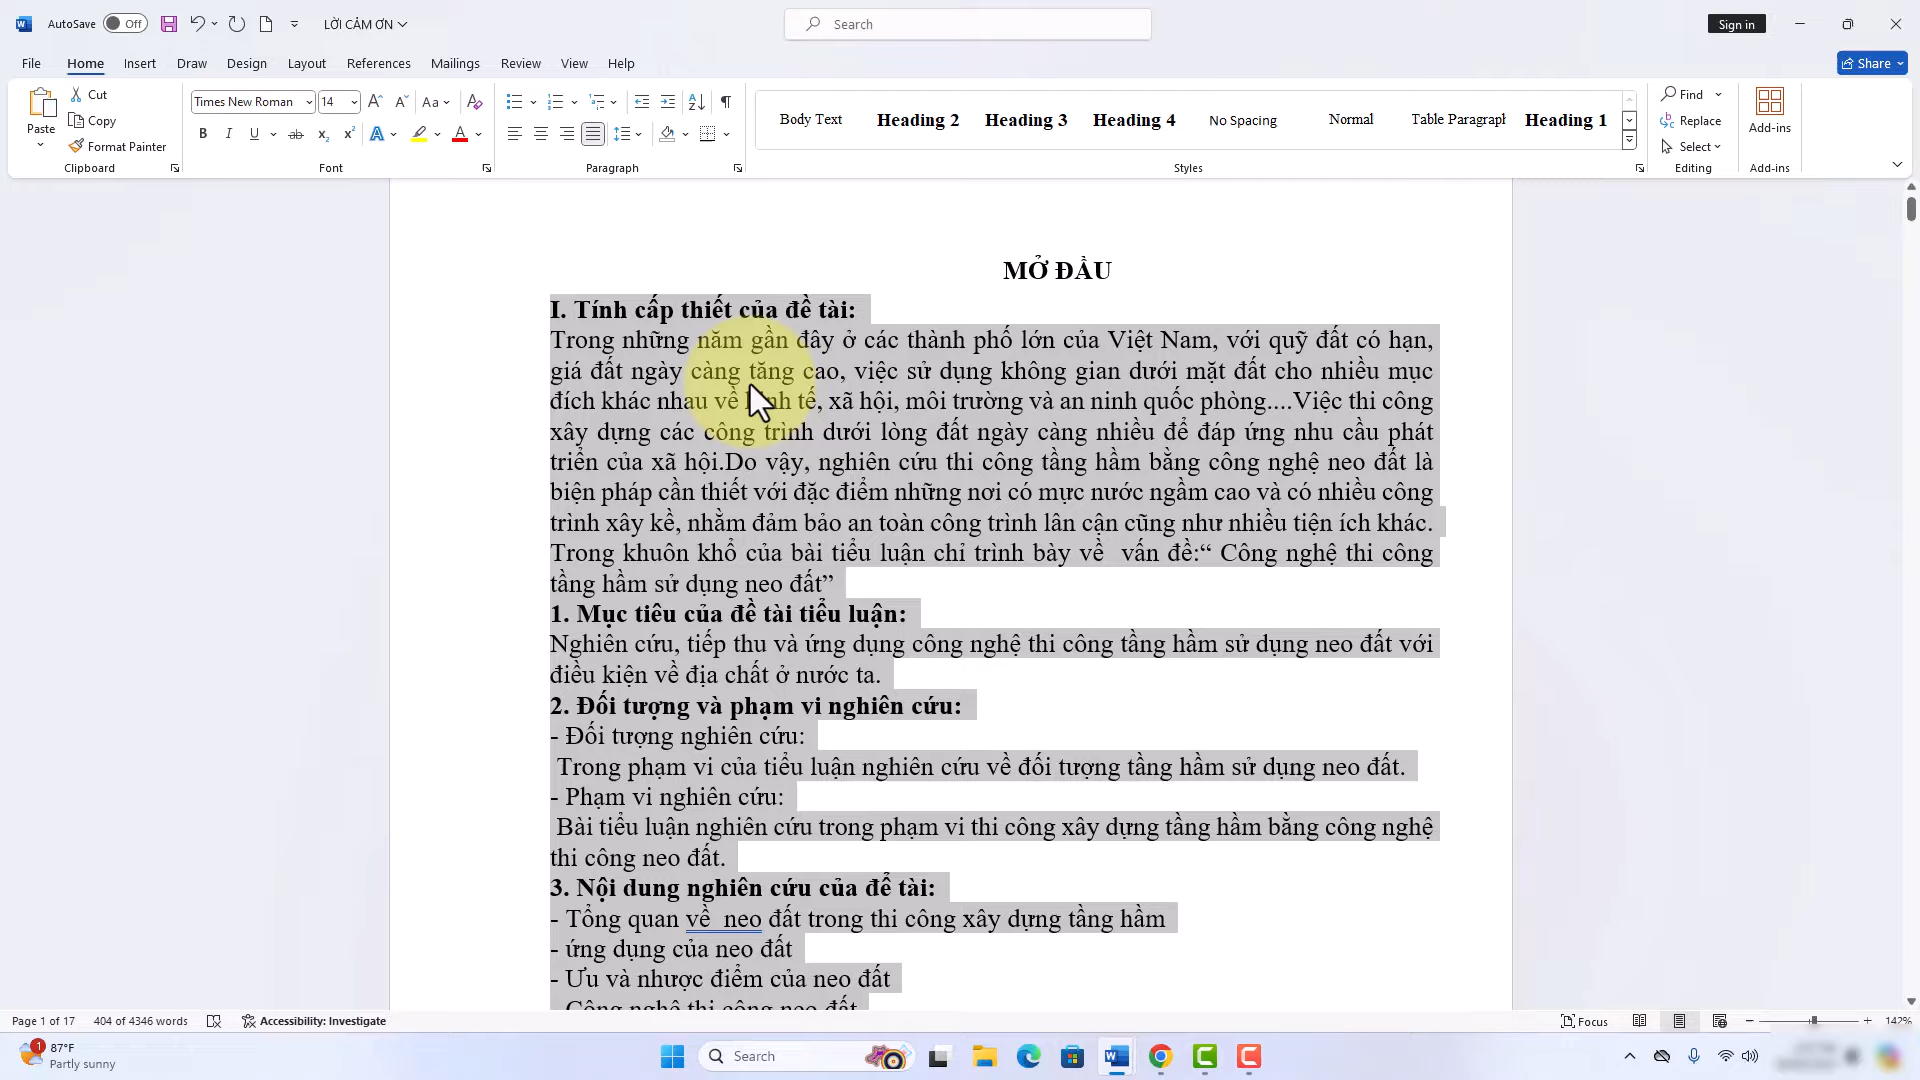 AutoSave Off LỜI CẢM ƠN Search Sign in
File Home Insert Draw Design Layout References Mailings Review View Help Share
Paste Cut Copy Format Painter Clipboard
Times New Roman 14 Aa Font
Paragraph
Body Text Heading 2 Heading 3 Heading 4 No Spacing Normal Table Paragraph Heading 1 Styles
Find Replace Select Editing
Add-ins Add-ins
MỞ ĐẦU
I. Tính cấp thiết của đề tài:
Trong những năm gần đây ở các thành phố lớn của Việt Nam, với quỹ đất có hạn,
giá đất ngày càng tăng cao, việc sử dụng không gian dưới mặt đất cho nhiều mục
đích khác nhau về kinh tế, xã hội, môi trường và an ninh quốc phòng....Việc thi công
xây dựng các công trình dưới lòng đất ngày càng nhiều để đáp ứng nhu cầu phát
triển của xã hội.Do vậy, nghiên cứu thi công tầng hầm bằng công nghệ neo đất là
biện pháp cần thiết với đặc điểm những nơi có mực nước ngầm cao và có nhiều công
trình xây kề, nhằm đảm bảo an toàn công trình lân cận cũng như nhiều tiện ích khác.
Trong khuôn khổ của bài tiểu luận chỉ trình bày về vấn đề:“ Công nghệ thi công
tầng hầm sử dụng neo đất”
1. Mục tiêu của đề tài tiểu luận:
Nghiên cứu, tiếp thu và ứng dụng công nghệ thi công tầng hầm sử dụng neo đất với
điều kiện về địa chất ở nước ta.
2. Đối tượng và phạm vi nghiên cứu:
- Đối tượng nghiên cứu:
Trong phạm vi của tiểu luận nghiên cứu về đối tượng tầng hầm sử dụng neo đất.
- Phạm vi nghiên cứu:
Bài tiểu luận nghiên cứu trong phạm vi thi công xây dựng tầng hầm bằng công nghệ
thi công neo đất.
3. Nội dung nghiên cứu của để tài:
- Tổng quan về neo đất trong thi công xây dựng tầng hầm
- ứng dụng của neo đất
- Ưu và nhược điểm của neo đất
- Công nghệ thi công neo đất
Page 1 of 17 404 of 4346 words Accessibility: Investigate Focus 142%
1 87°F
Partly sunny
Search